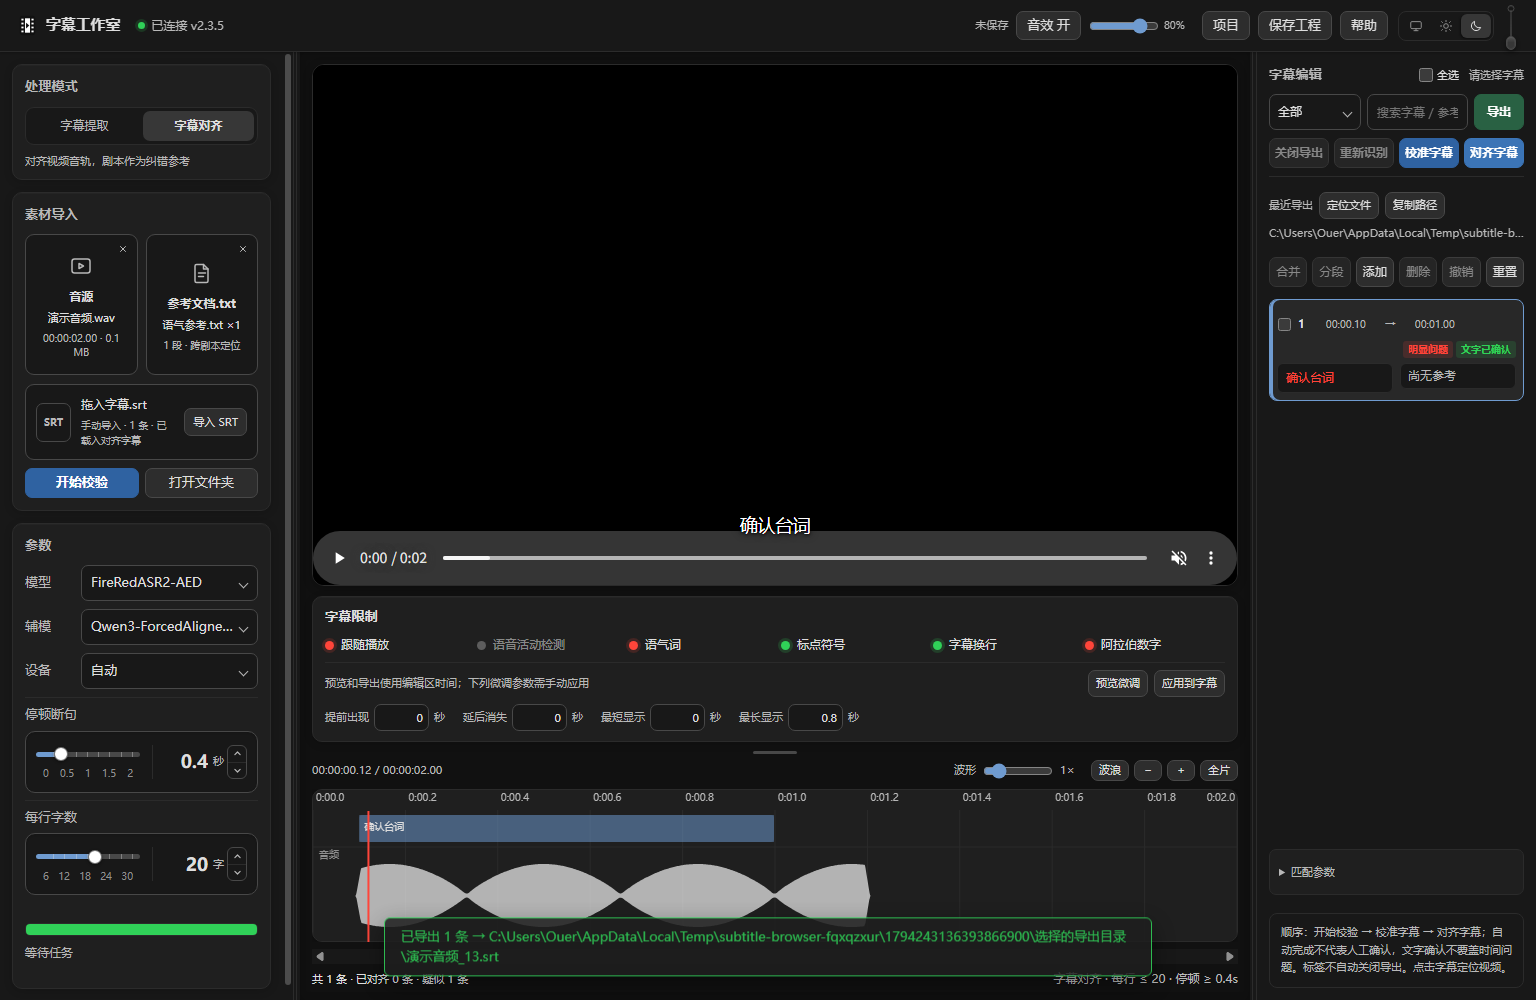 字幕工作室
已连接 v2.3.5
未保存
音效 开
80%
项目
保存工程
帮助
处理模式
字幕提取
字幕对齐
对齐视频音轨，剧本作为纠错参考
素材导入
×
音源
演示音频.wav
00:00:02.00 · 0.1
MB
×
参考文档.txt
语气参考.txt ×1
1 段 · 跨剧本定位
SRT
拖入字幕.srt
手动导入 · 1 条 · 已
载入对齐字幕
导入 SRT
开始校验
打开文件夹
参数
模型
FireRedASR2-AED
辅模
Qwen3-ForcedAligne...
设备
自动
停顿断句
0 0.5 1 1.5 2
0.4 秒
每行字数
6 12 18 24 30
20 字
等待任务
确认台词
0:00 / 0:02
字幕限制
跟随播放
语音活动检测
语气词
标点符号
字幕换行
阿拉伯数字
预览和导出使用编辑区时间；下列微调参数需手动应用
预览微调
应用到字幕
提前出现 0 秒
延后消失 0 秒
最短显示 0 秒
最长显示 0.8 秒
00:00:00.12 / 00:00:02.00
波形
1×
波浪
−
+
全片
0:00.0 0:00.2 0:00.4 0:00.6 0:00.8 0:01.0 0:01.2 0:01.4 0:01.6 0:01.8 0:02.0
确认台词
音频
已导出 1 条 → C:\Users\Ouer\AppData\Local\Temp\subtitle-browser-fqxqzxur\1794243136393866900\选择的导出目录
\演示音频_13.srt
共 1 条 · 已对齐 0 条 · 疑似 1 条
字幕对齐 · 每行 ≤ 20 · 停顿 ≥ 0.4s
字幕编辑
全选
请选择字幕
全部
搜索字幕 / 参考
导出
关闭导出
重新识别
校准字幕
对齐字幕
最近导出
定位文件
复制路径
C:\Users\Ouer\AppData\Local\Temp\subtitle-b...
合并
分段
添加
删除
撤销
重置
1 00:00.10 → 00:01.00
明显问题
文字已确认
确认台词
尚无参考
匹配参数
顺序：开始校验 → 校准字幕 → 对齐字幕；自
动完成不代表人工确认，文字确认不覆盖时间问
题。标签不自动关闭导出。点击字幕定位视频。